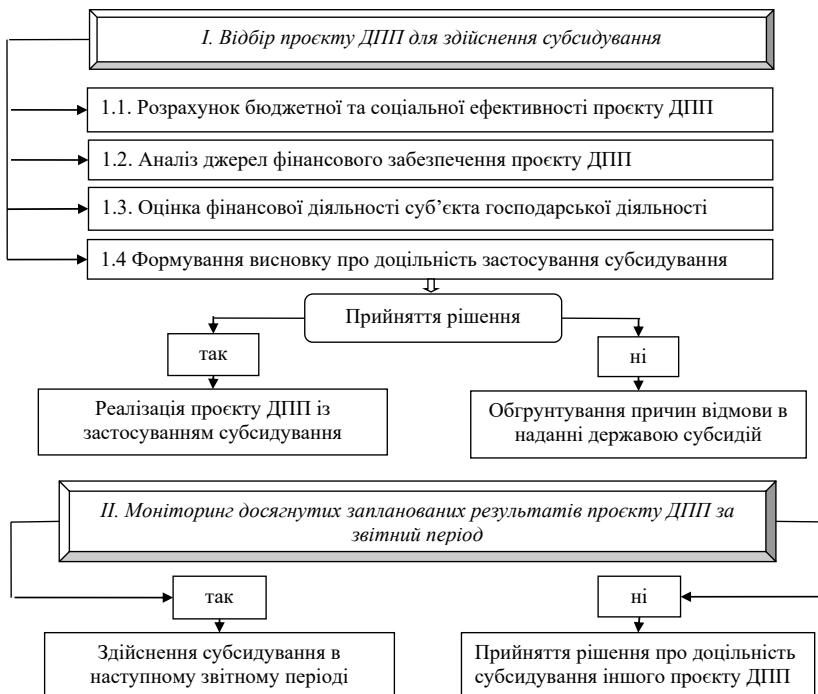 І. Відбір проєкту ДПП для здійснення субсидування
1.1. Розрахунок бюджетної та соціальної ефективності проєкту ДПП
1.2. Аналіз джерел фінансового забезпечення проєкту ДПП
1.3. Оцінка фінансової діяльності суб’єкта господарської діяльності
1.4 Формування висновку про доцільність застосування субсидування
Прийняття рішення
так
ні
Реалізація проєкту ДПП із
застосуванням субсидування
Обгрунтування причин відмови в
наданні державою субсидій
ІІ. Моніторинг досягнутих запланованих результатів проєкту ДПП за
звітний період
так
ні
Здійснення субсидування в
наступному звітному періоді
Прийняття рішення про доцільність
субсидування іншого проєкту ДПП